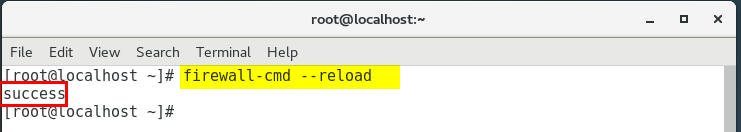 root@localhost:~
File Edit View Search Terminal Help
[root@localhost ~]# firewall-cmd --reload
success
[root@localhost ~]#